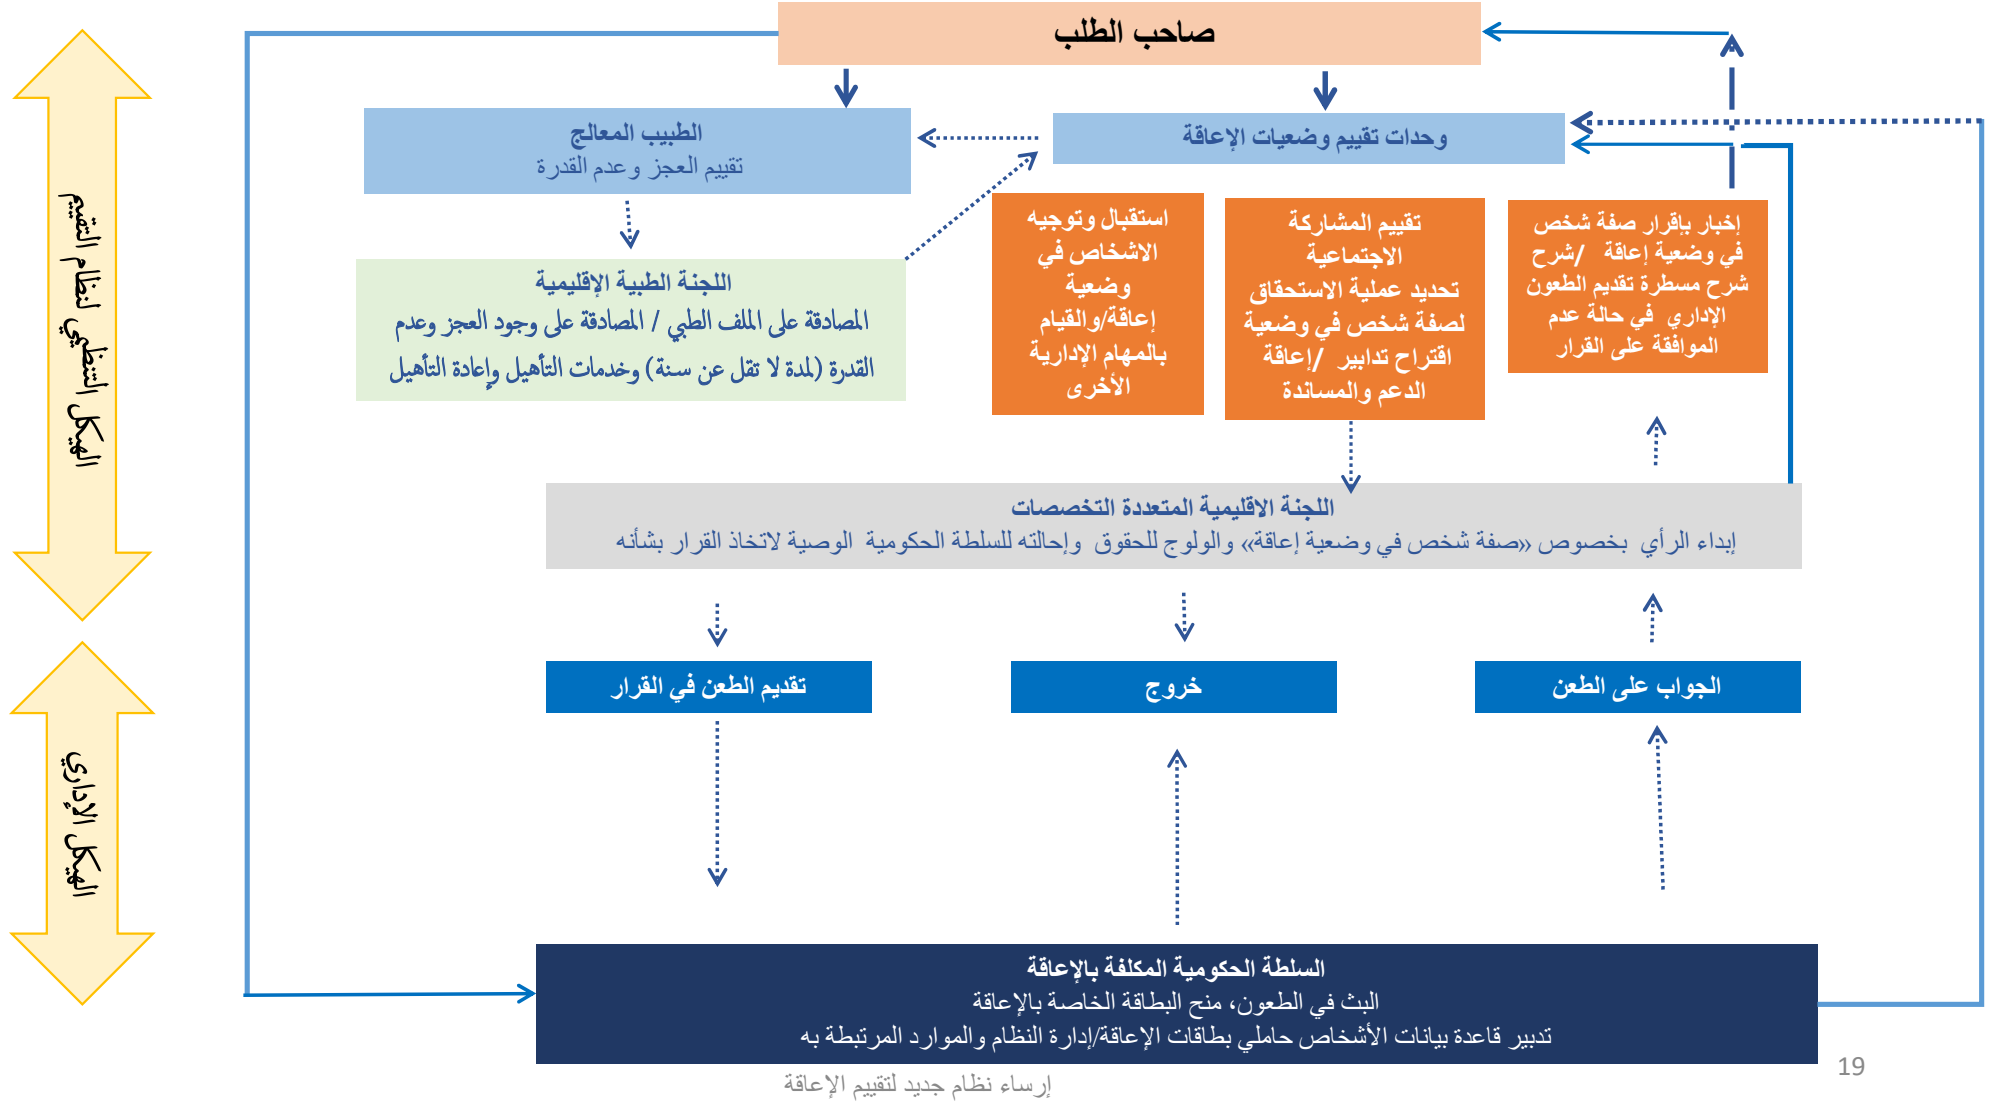 صاحب الطلب
وحدات تقييم وضعيات الإعاقة
الطبيب المعالج
تقييم العجز وعدم القدرة
إخبار بإقرار صفة شخص
في وضعية إعاقة /شرح
شرح مسطرة تقديم الطعون
الإداري في حالة عدم
الموافقة على القرار
تقييم المشاركة
الاجتماعية
تحديد عملية الاستحقاق
لصفة شخص في وضعية
اقتراح تدابير /إعاقة
الدعم والمساندة
استقبال وتوجيه
الاشخاص في
وضعية
إعاقة/والقيام
بالمهام الإدارية
الأخرى
اللجنة الطبية الإقليمية
المصادقة على الملف الطبي / المصادقة على وجود العجز وعدم
القدرة (لمدة لا تقل عن سنة) وخدمات التأهيل وإعادة التأهيل
اللجنة الاقليمية المتعددة التخصصات
إبداء الرأي بخصوص «صفة شخص في وضعية إعاقة» والولوج للحقوق وإحالته للسلطة الحكومية الوصية لاتخاذ القرار بشأنه
الجواب على الطعن
خروج
تقديم الطعن في القرار
السلطة الحكومية المكلفة بالإعاقة
البث في الطعون، منح البطاقة الخاصة بالإعاقة
تدبير قاعدة بيانات الأشخاص حاملي بطاقات الإعاقة/إدارة النظام والموارد المرتبطة به
الهيكل التنظيمي لنظام التقييم
الهيكل الإداري
إرساء نظام جديد لتقييم الإعاقة
19